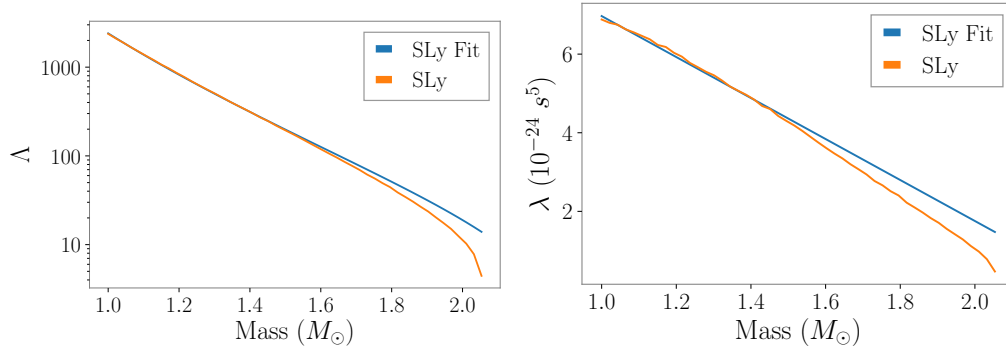 1000
100
10
Λ
1.0 1.2 1.4 1.6 1.8 2.0
Mass (M⊙)
SLy Fit
SLy
6
4
2
λ (10⁻²⁴ s⁵)
1.0 1.2 1.4 1.6 1.8 2.0
Mass (M⊙)
SLy Fit
SLy